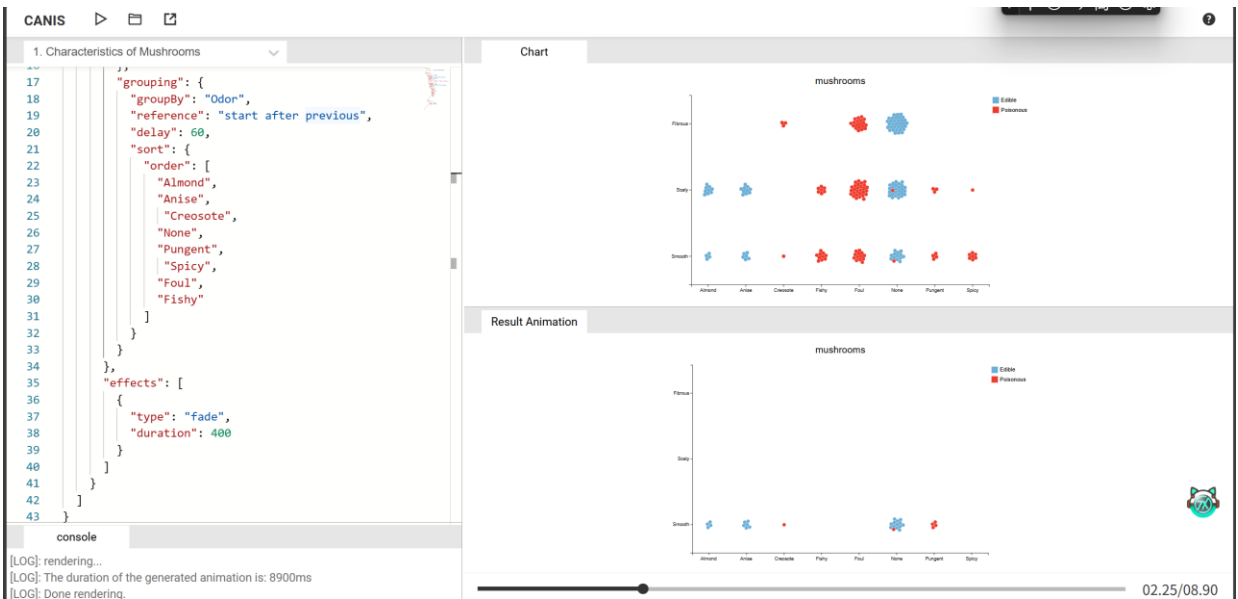 CANIS
1. Characteristics of Mushrooms
17 "grouping": {
18 "groupBy": "Odor",
19 "reference": "start after previous",
20 "delay": 60,
21 "sort": {
22 "order": [
23 "Almond",
24 "Anise",
25 "Creosote",
26 "None",
27 "Pungent",
28 "Spicy",
29 "Foul",
30 "Fishy"
31 ]
32 }
33 }
34 },
35 "effects": [
36 {
37 "type": "fade",
38 "duration": 400
39 }
40 ]
41 }
42 ]
43 }
console
[LOG]: rendering...
[LOG]: The duration of the generated animation is: 8900ms
[LOG]: Done rendering.
Chart
mushrooms
Edible
Poisonous
Fibrous
Scaly
Smooth
Almond Anise Creosote Fishy Foul None Pungent Spicy
Result Animation
mushrooms
Edible
Poisonous
Fibrous
Scaly
Smooth
Almond Anise Creosote Fishy Foul None Pungent Spicy
02.25/08.90